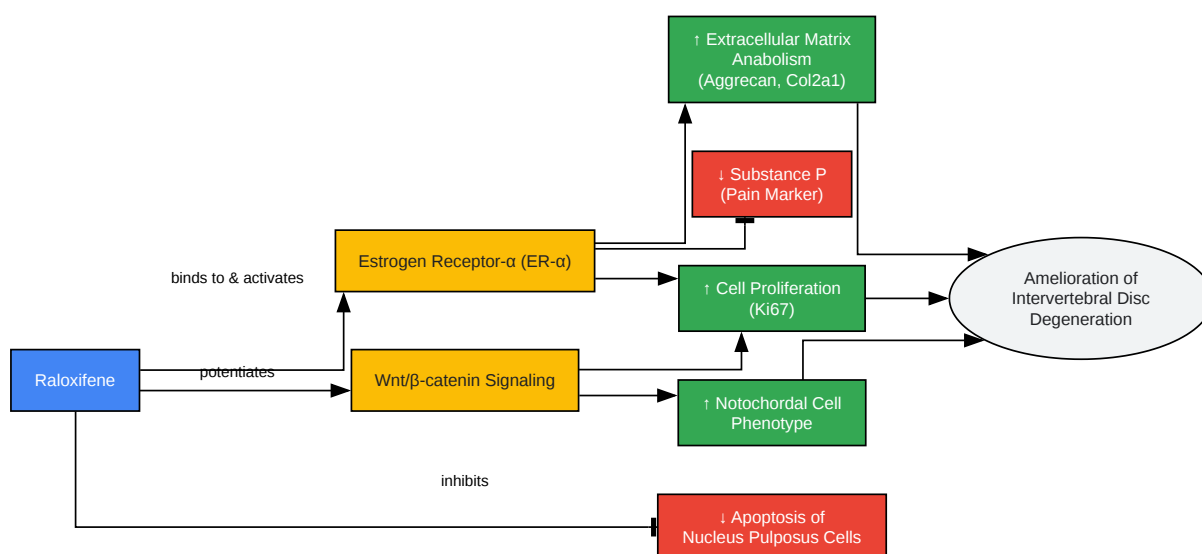 ↑ Extracellular Matrix
Anabolism
(Aggrecan, Col2a1)
↓ Substance P
(Pain Marker)
Estrogen Receptor-α (ER-α)
binds to & activates
↑ Cell Proliferation
(Ki67)
Amelioration of
Intervertebral Disc
Degeneration
Raloxifene
potentiates
Wnt/β-catenin Signaling
↑ Notochordal Cell
Phenotype
inhibits
↓ Apoptosis of
Nucleus Pulposus Cells